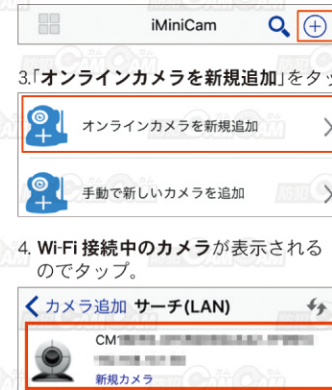 iMiniCam
3.「オンラインカメラを新規追加」をタッ
オンラインカメラを新規追加
手動で新しいカメラを追加
4. Wi-Fi 接続中のカメラが表示される
のでタップ。
カメラ追加 サーチ(LAN)
新規カメラ